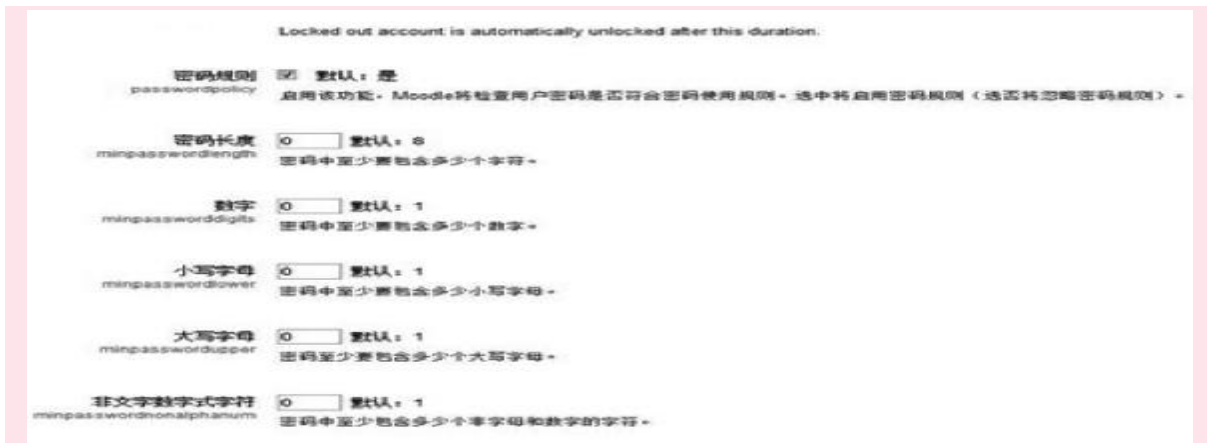 Locked out account is automatically unlocked after this duration.
密码规则 默认：是
passwordpolicy
启用该功能，Moodle将检查用户密码是否符合密码使用规则。选中将启用密码规则（选否将忽略密码规则）。
密码长度 0 默认：8
minpasswordlength
密码中至少要包含多少个字符。
数字 0 默认：1
minpassworddigits
密码中至少要包含多少个数字。
小写字母 0 默认：1
minpasswordlower
密码中至少要包含多少小写字母。
大写字母 0 默认：1
minpasswordupper
密码至少要包含多少个大写字母。
非文字数字式字符 0 默认：1
minpasswordnonalphanum
密码中至少包含多少个非字母和数字的字符。